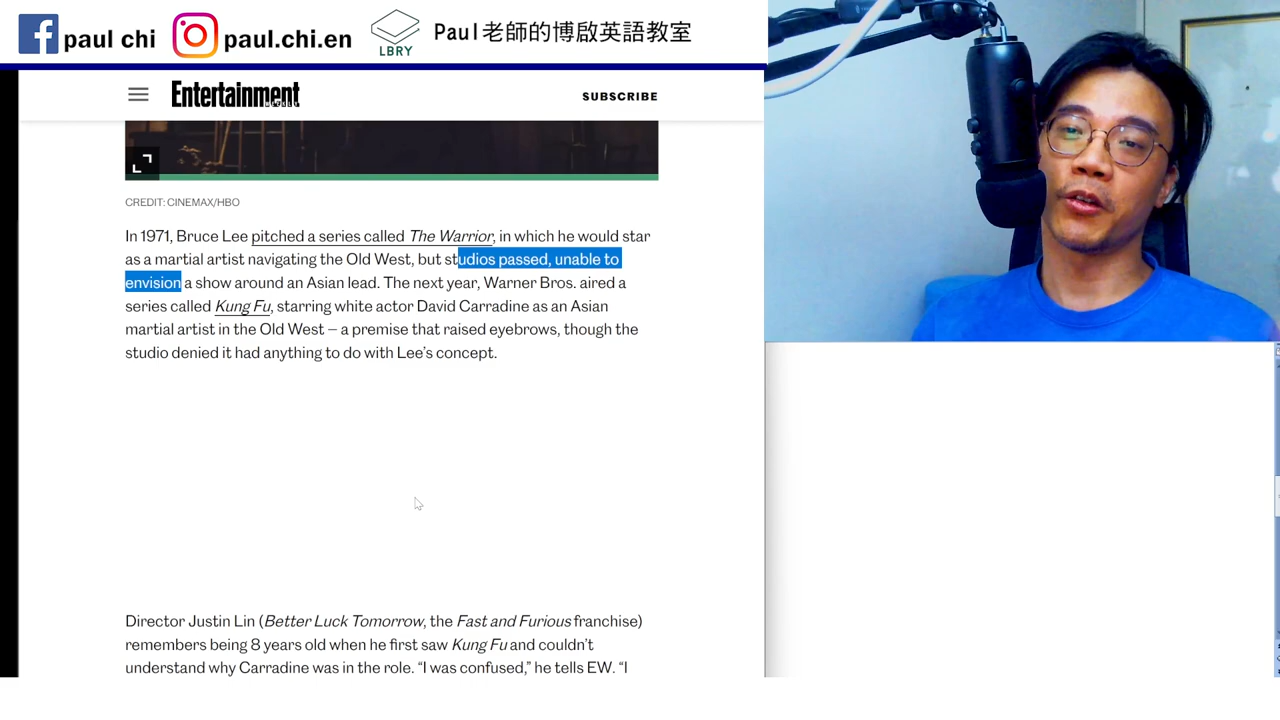 paul chi
paul.chi.en
LBRY
Paul老師的博啟英語教室
Entertainment
SUBSCRIBE
CREDIT: CINEMAX/HBO
In 1971, Bruce Lee pitched a series called The Warrior, in which he would star
as a martial artist navigating the Old West, but studios passed, unable to
envision a show around an Asian lead. The next year, Warner Bros. aired a
series called Kung Fu, starring white actor David Carradine as an Asian
martial artist in the Old West — a premise that raised eyebrows, though the
studio denied it had anything to do with Lee's concept.
Director Justin Lin (Better Luck Tomorrow, the Fast and Furious franchise)
remembers being 8 years old when he first saw Kung Fu and couldn't
understand why Carradine was in the role. “I was confused,” he tells EW. “I